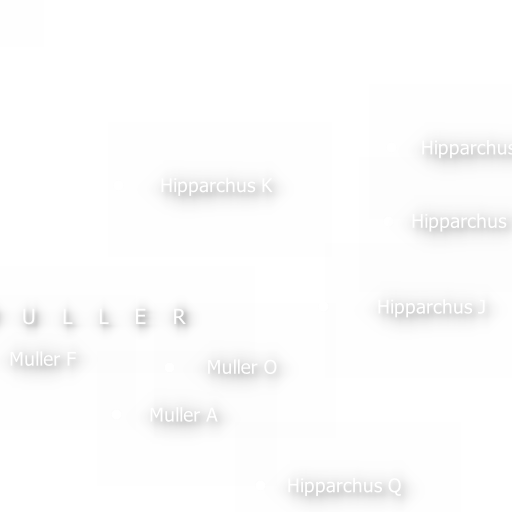 Hipparchus
Hipparchus K
Hipparchus
Hipparchus J
U L L E R
Muller F
Muller O
Muller A
Hipparchus Q